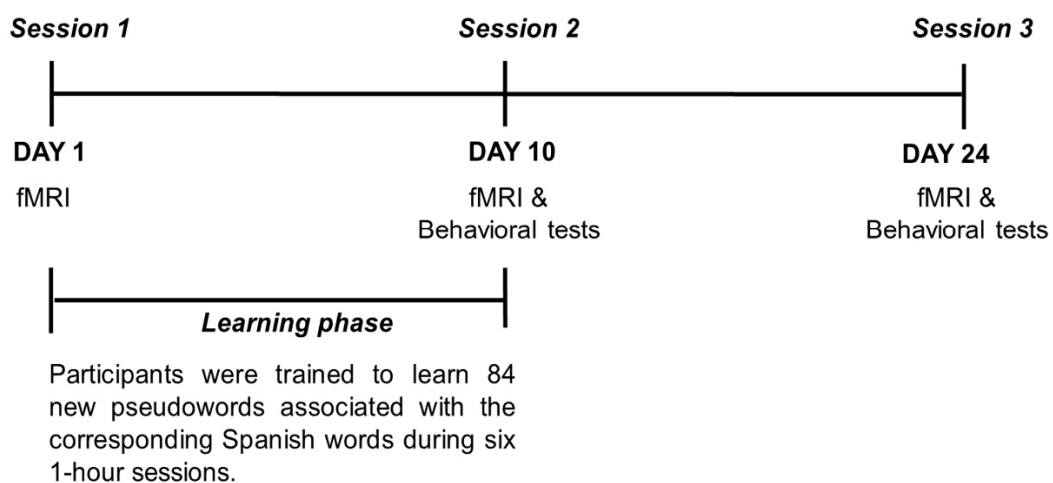 Session 1
Session 2
Session 3
DAY 1
DAY 10
DAY 24
fMRI
fMRI &
Behavioral tests
fMRI &
Behavioral tests
Learning phase
Participants were trained to learn 84
new pseudowords associated with the
corresponding Spanish words during six
1-hour sessions.